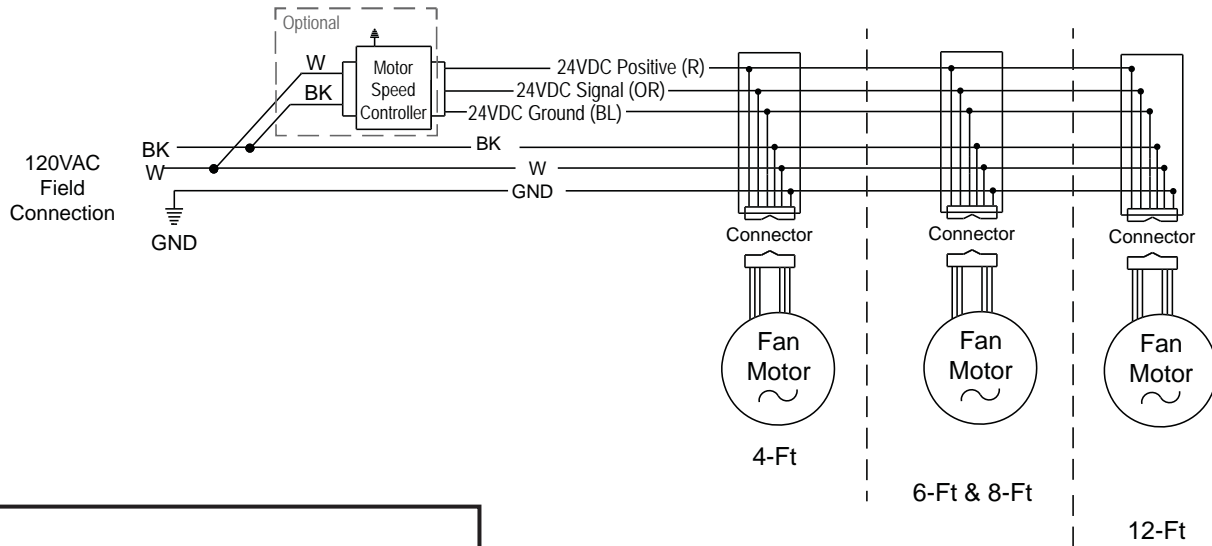 Optional
W
BK
Motor
Speed
Controller
24VDC Positive (R)
24VDC Signal (OR)
24VDC Ground (BL)
120VAC
Field
Connection
BK
W
GND
BK
W
GND
Connector
Connector
Connector
Fan
Motor
Fan
Motor
Fan
Motor
4-Ft
6-Ft & 8-Ft
12-Ft